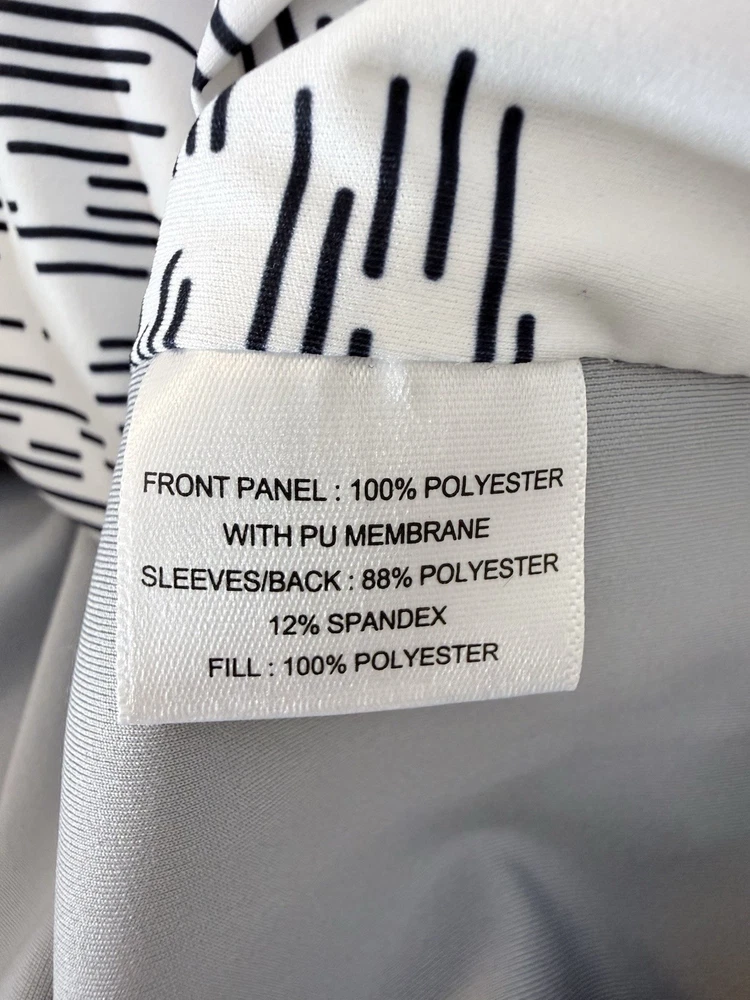 FRONT PANEL : 100% POLYESTER
WITH PU MEMBRANE
SLEEVES/BACK : 88% POLYESTER
12% SPANDEX
FILL : 100% POLYESTER